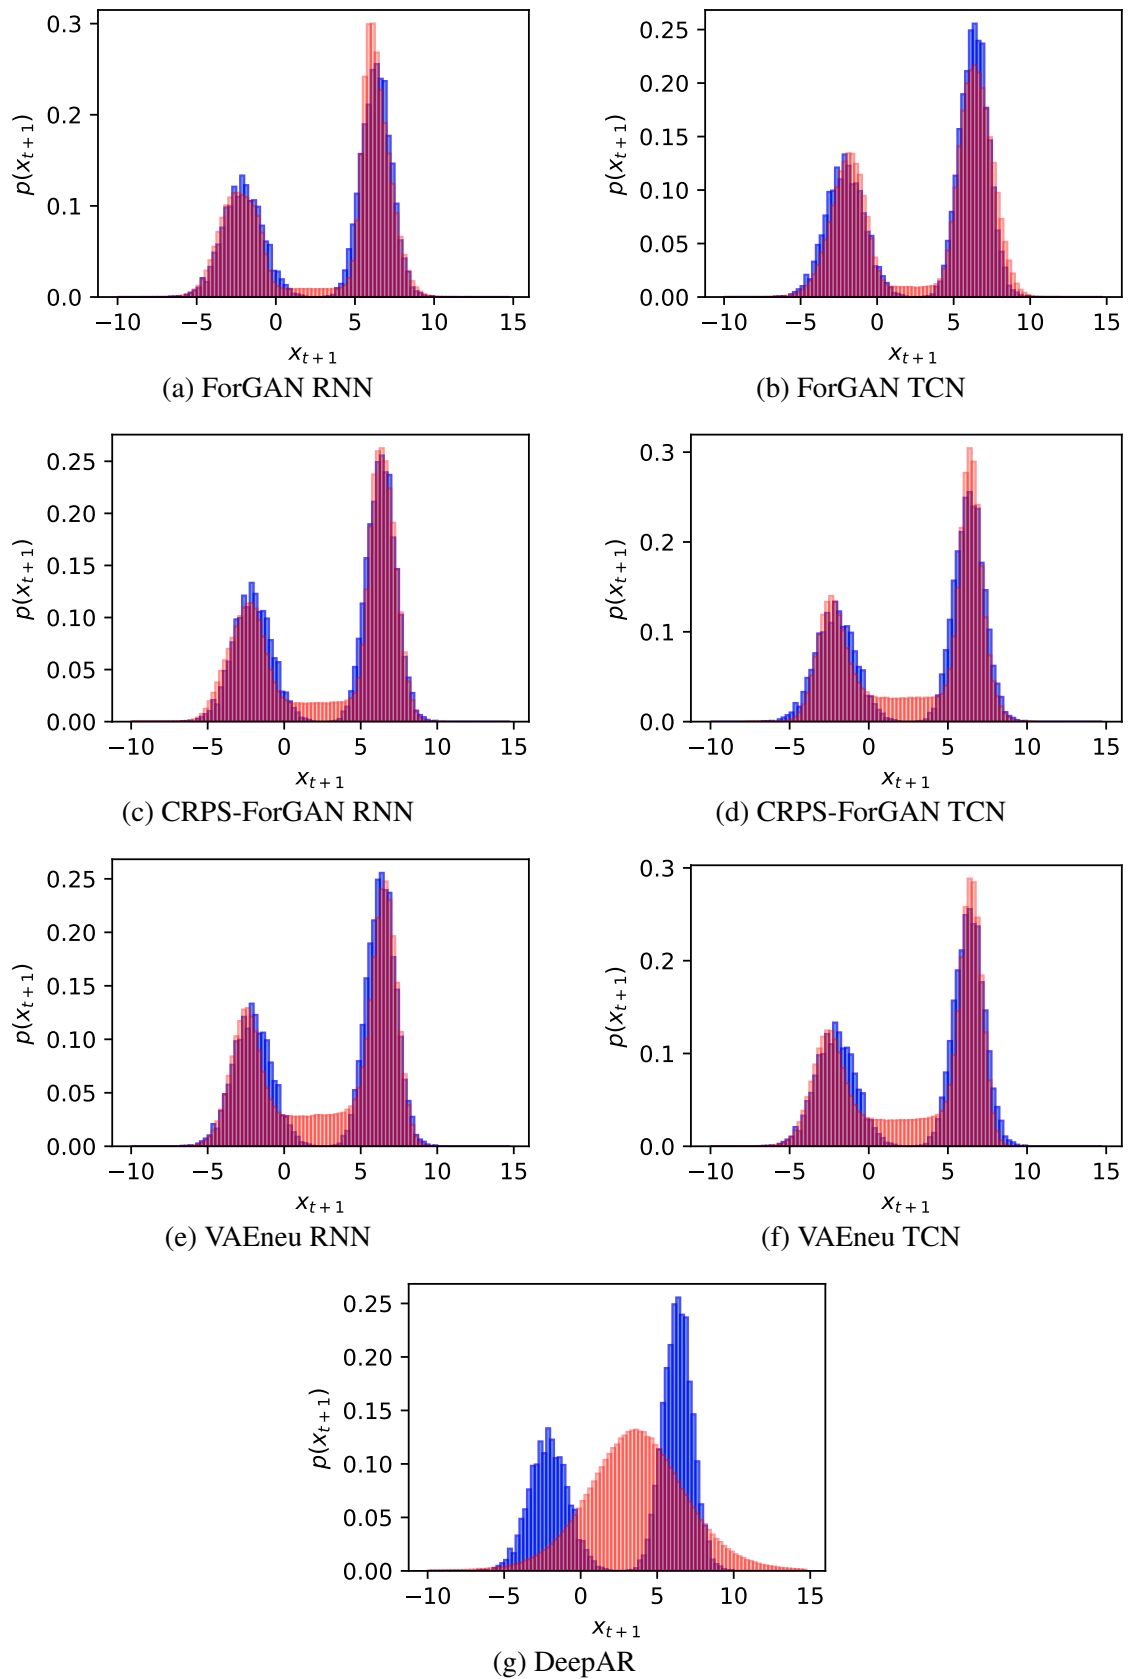 0.3
0.2
0.1
0.0
p(x_{t+1})
−10 −5 0 5 10 15
x_{t+1}
(a) ForGAN RNN
0.25
0.20
0.15
0.10
0.05
0.00
p(x_{t+1})
−10 −5 0 5 10 15
x_{t+1}
(b) ForGAN TCN
0.25
0.20
0.15
0.10
0.05
0.00
p(x_{t+1})
−10 −5 0 5 10 15
x_{t+1}
(c) CRPS-ForGAN RNN
0.3
0.2
0.1
0.0
p(x_{t+1})
−10 −5 0 5 10 15
x_{t+1}
(d) CRPS-ForGAN TCN
0.25
0.20
0.15
0.10
0.05
0.00
p(x_{t+1})
−10 −5 0 5 10 15
x_{t+1}
(e) VAEneu RNN
0.3
0.2
0.1
0.0
p(x_{t+1})
−10 −5 0 5 10 15
x_{t+1}
(f) VAEneu TCN
0.25
0.20
0.15
0.10
0.05
0.00
p(x_{t+1})
−10 −5 0 5 10 15
x_{t+1}
(g) DeepAR